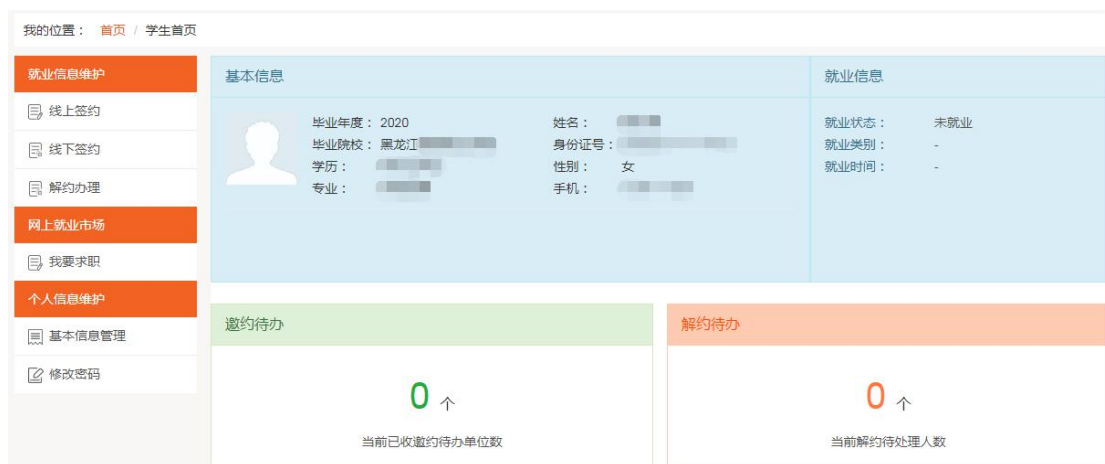 我的位置： 首页 / 学生首页
就业信息维护
线上签约
线下签约
解约办理
网上就业市场
我要求职
个人信息维护
基本信息管理
修改密码
基本信息
毕业年度： 2020
毕业院校： 黑龙江
学历：
专业：
姓名：
身份证号：
性别： 女
手机：
就业信息
就业状态： 未就业
就业类别： -
就业时间： -
邀约待办
0 个
当前已收邀约待办单位数
解约待办
0 个
当前解约待处理人数